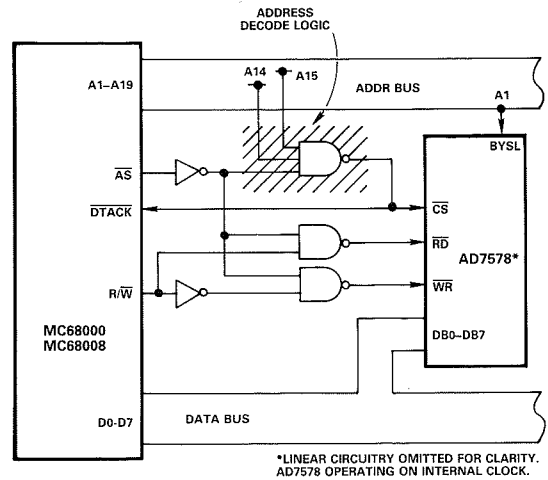 ADDRESS
DECODE LOGIC
A1–A19
A14
A15
ADDR BUS
A1
BYSL
AS
DTACK
CS
RD
AD7578*
R/W
WR
MC68000
MC68008
DB0–DB7
D0-D7
DATA BUS
*LINEAR CIRCUITRY OMITTED FOR CLARITY.
AD7578 OPERATING ON INTERNAL CLOCK.